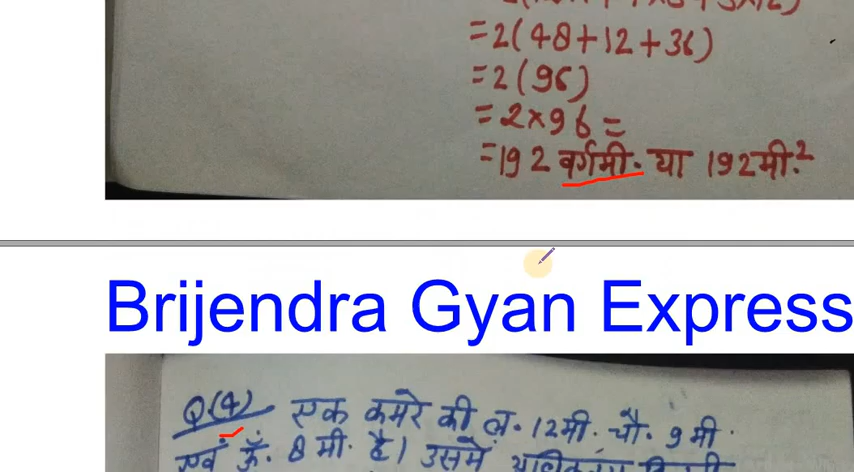 =2(48+12+36)
=2(96)
=2×96=
=192 वर्गमी. या 192मी.²
Brijendra Gyan Express
Q(4) एक कमरे की ल. 12मी. चौ. 9मी.
एवं ऊँ. 8मी. है। उसमें